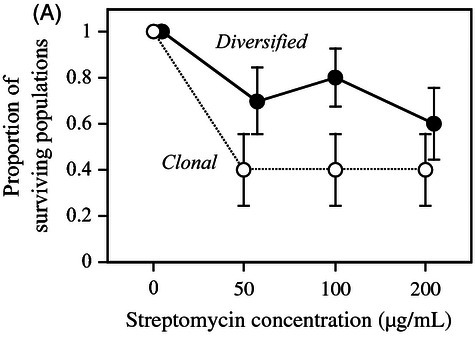 (A)
Proportion of
surviving populations
1
0.8
0.6
0.4
0.2
0
Diversified
Clonal
0 50 100 200
Streptomycin concentration (µg/mL)